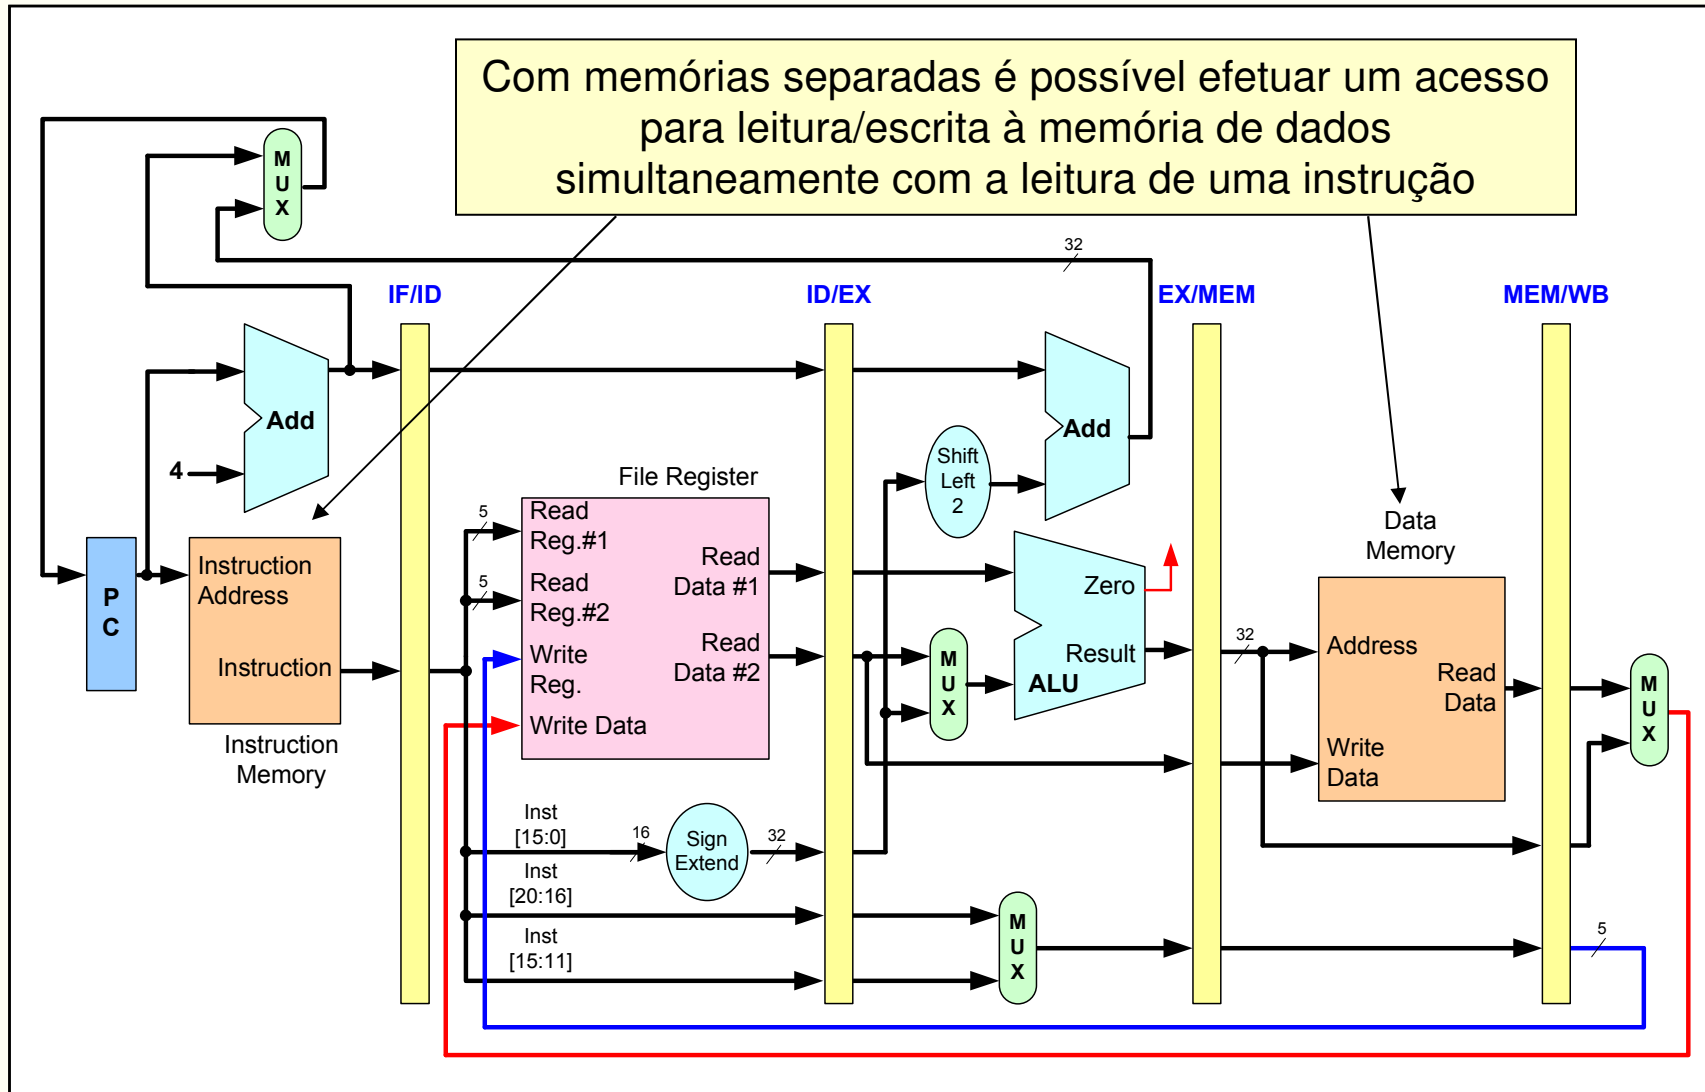 Com memórias separadas é possível efetuar um acesso
para leitura/escrita à memória de dados
simultaneamente com a leitura de uma instrução
M
U
X
32
IF/ID
ID/EX
EX/MEM
MEM/WB
Add
4
Add
Shift
Left
2
File Register
Data
Memory
P
C
Instruction
Address
Instruction
Instruction
Memory
5
Read
Reg.#1
5
Read
Reg.#2
Write
Reg.
Write Data
Read
Data #1
Read
Data #2
M
U
X
Zero
Result
ALU
32
Address
Read
Data
Write
Data
M
U
X
Inst
[15:0]
16
Sign
Extend
32
Inst
[20:16]
Inst
[15:11]
M
U
X
5